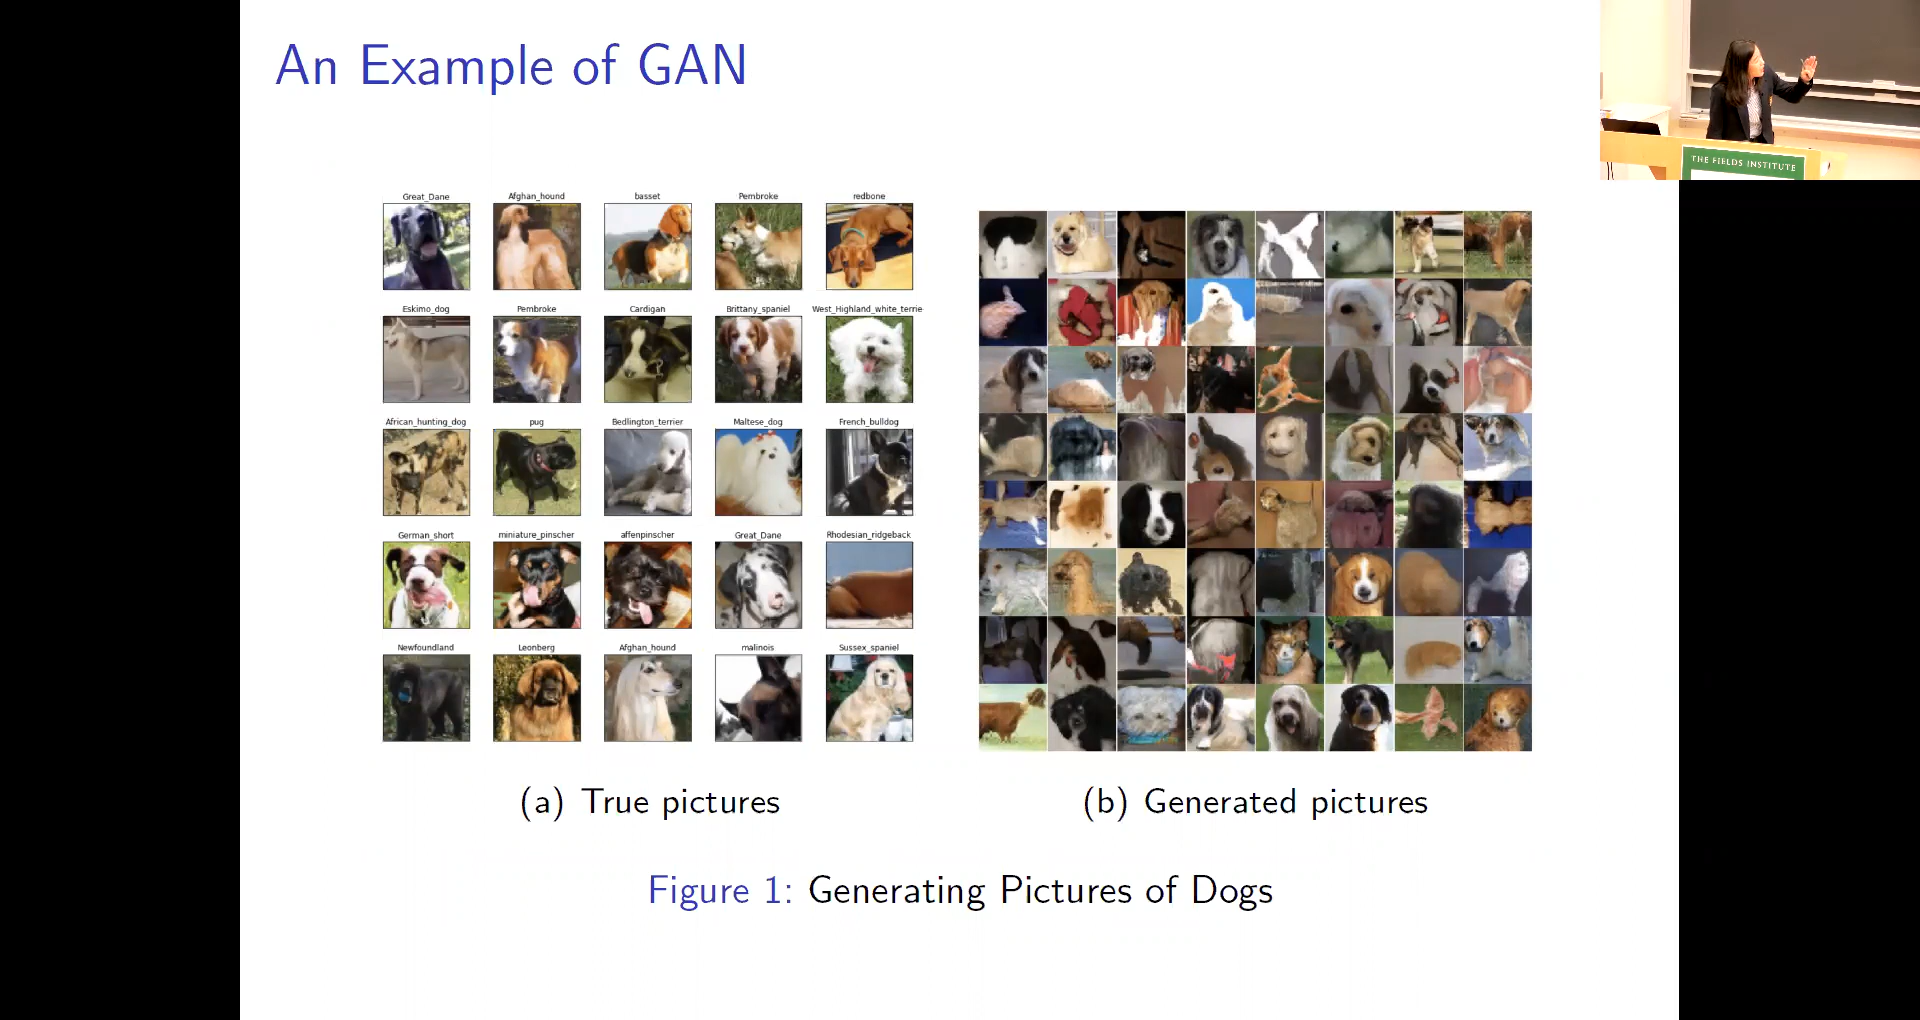 An Example of GAN
THE FIELDS INSTITUTE
Great_Dane Afghan_hound basset Pembroke redbone
Eskimo_dog Pembroke Cardigan Brittany_spaniel West_Highland_white_terrie
African_hunting_dog pug Bedlington_terrier Maltese_dog French_bulldog
German_short miniature_pinscher affenpinscher Great_Dane Rhodesian_ridgeback
Newfoundland Leonberg Afghan_hound malinois Sussex_spaniel
(a) True pictures
(b) Generated pictures
Figure 1: Generating Pictures of Dogs